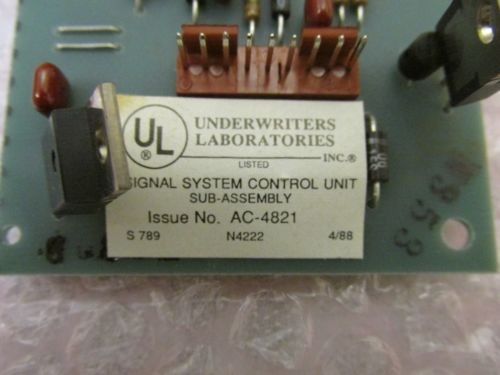 UL
®
UNDERWRITERS
LABORATORIES
INC.®
LISTED
SIGNAL SYSTEM CONTROL UNIT
SUB-ASSEMBLY
Issue No. AC-4821
S 789 N4222 4/88